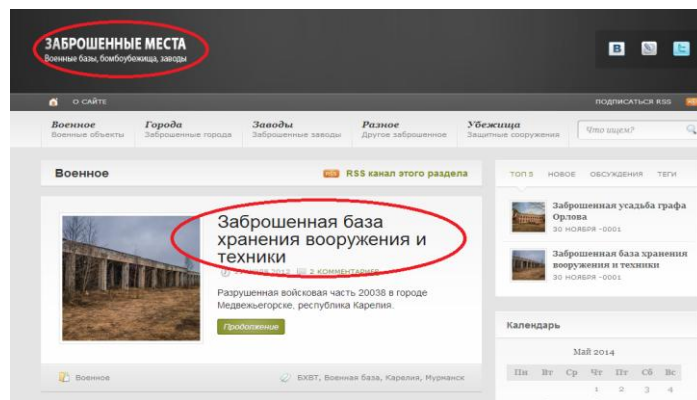 ЗАБРОШЕННЫЕ МЕСТА
Военные базы, бомбоубежища, заводы
О САЙТЕ
ПОДПИСАТЬСЯ RSS
Военное Города Заводы Разное Убежища
Военные объекты Заброшенные города Заброшенные заводы Другое заброшенное Защитные сооружения
Что ищем?
Военное
RSS канал этого раздела
Заброшенная база
хранения вооружения и
техники
2012 2 КОММЕНТАРИЕВ
Разрушенная войсковая часть 20038 в городе
Медвежьегорске, республика Карелия.
Продолжение
Военное
БХВТ, Военная база, Карелия, Мурманск
ТОП 5 НОВОЕ ОБСУЖДЕНИЯ ТЕГИ
Заброшенная усадьба графа
Орлова
30 НОЯБРЯ -0001
Заброшенная база хранения
вооружения и техники
30 НОЯБРЯ -0001
Календарь
Май 2014
Пн Вт Ср Чт Пт Сб Вс
1 2 3 4